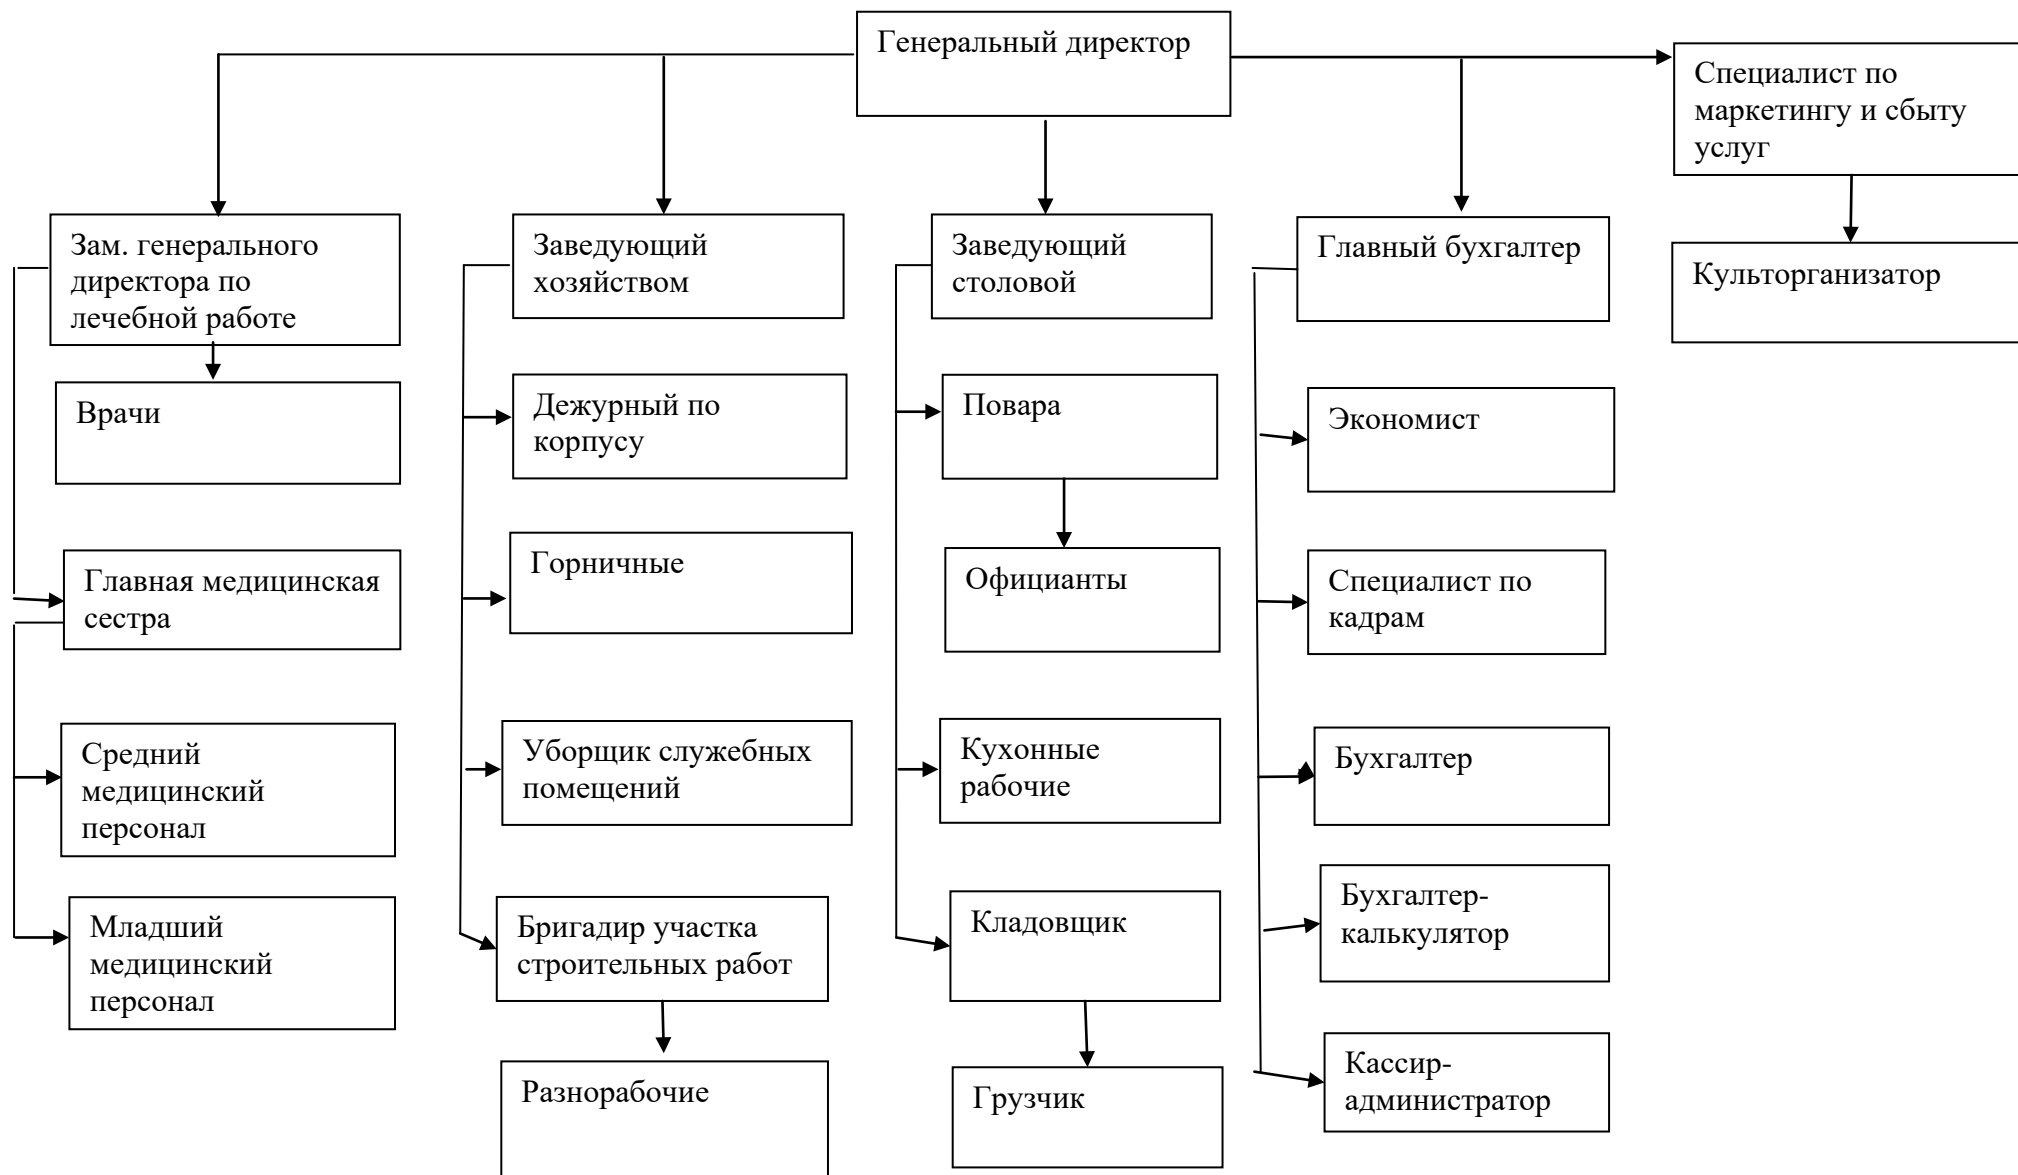 Генеральный директор
Специалист по
маркетингу и сбыту
услуг
Зам. генерального
директора по
лечебной работе
Заведующий
хозяйством
Заведующий
столовой
Главный бухгалтер
Культорганизатор
Врачи
Дежурный по
корпусу
Повара
Экономист
Главная медицинская
сестра
Горничные
Официанты
Специалист по
кадрам
Средний
медицинский
персонал
Уборщик служебных
помещений
Кухонные
рабочие
Бухгалтер
Младший
медицинский
персонал
Бригадир участка
строительных работ
Кладовщик
Бухгалтер-
калькулятор
Разнорабочие
Грузчик
Кассир-
администратор